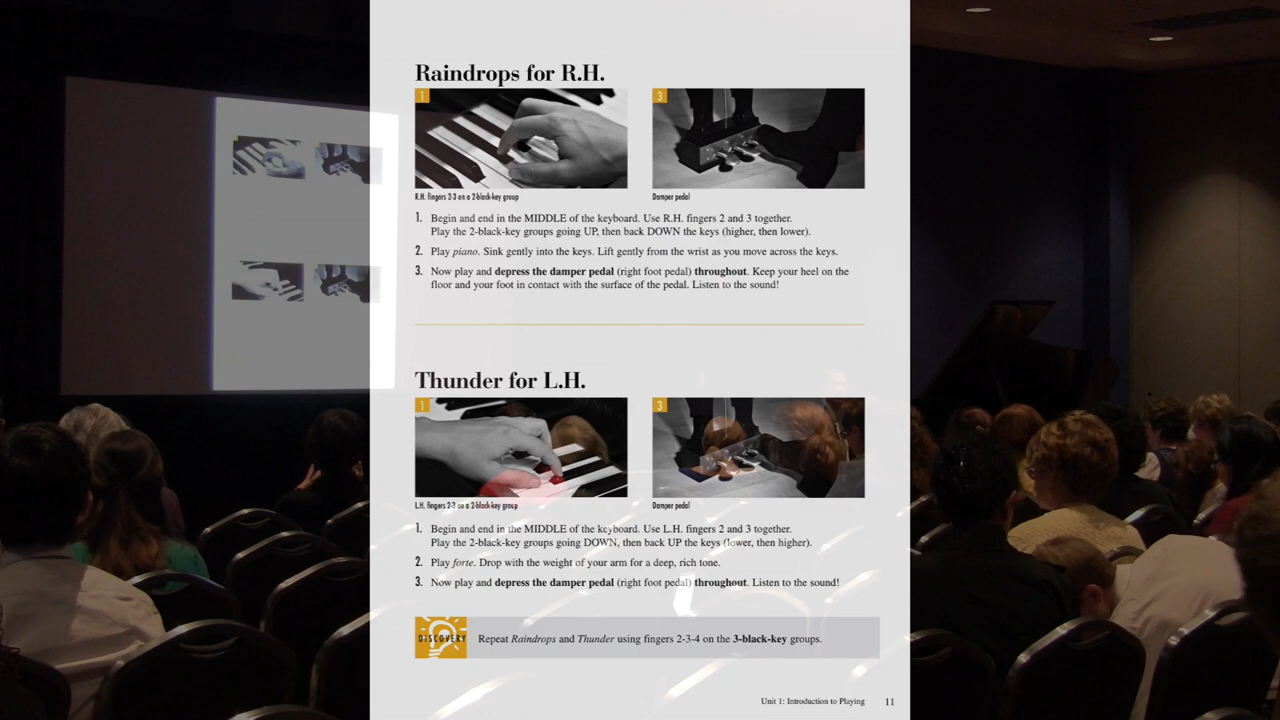 Raindrops for R.H.
1
3
R.H. fingers 2-3 on a 2-black-key group
Damper pedal
1. Begin and end in the MIDDLE of the keyboard. Use R.H. fingers 2 and 3 together.
Play the 2-black-key groups going UP, then back DOWN the keys (higher, then lower).
2. Play piano. Sink gently into the keys. Lift gently from the wrist as you move across the keys.
3. Now play and depress the damper pedal (right foot pedal) throughout. Keep your heel on the
floor and your foot in contact with the surface of the pedal. Listen to the sound!
Thunder for L.H.
1
3
L.H. fingers 2-3 on a 2-black-key group
Damper pedal
1. Begin and end in the MIDDLE of the keyboard. Use L.H. fingers 2 and 3 together.
Play the 2-black-key groups going DOWN, then back UP the keys (lower, then higher).
2. Play forte. Drop with the weight of your arm for a deep, rich tone.
3. Now play and depress the damper pedal (right foot pedal) throughout. Listen to the sound!
DISCOVERY
Repeat Raindrops and Thunder using fingers 2-3-4 on the 3-black-key groups.
Unit 1: Introduction to Playing 11